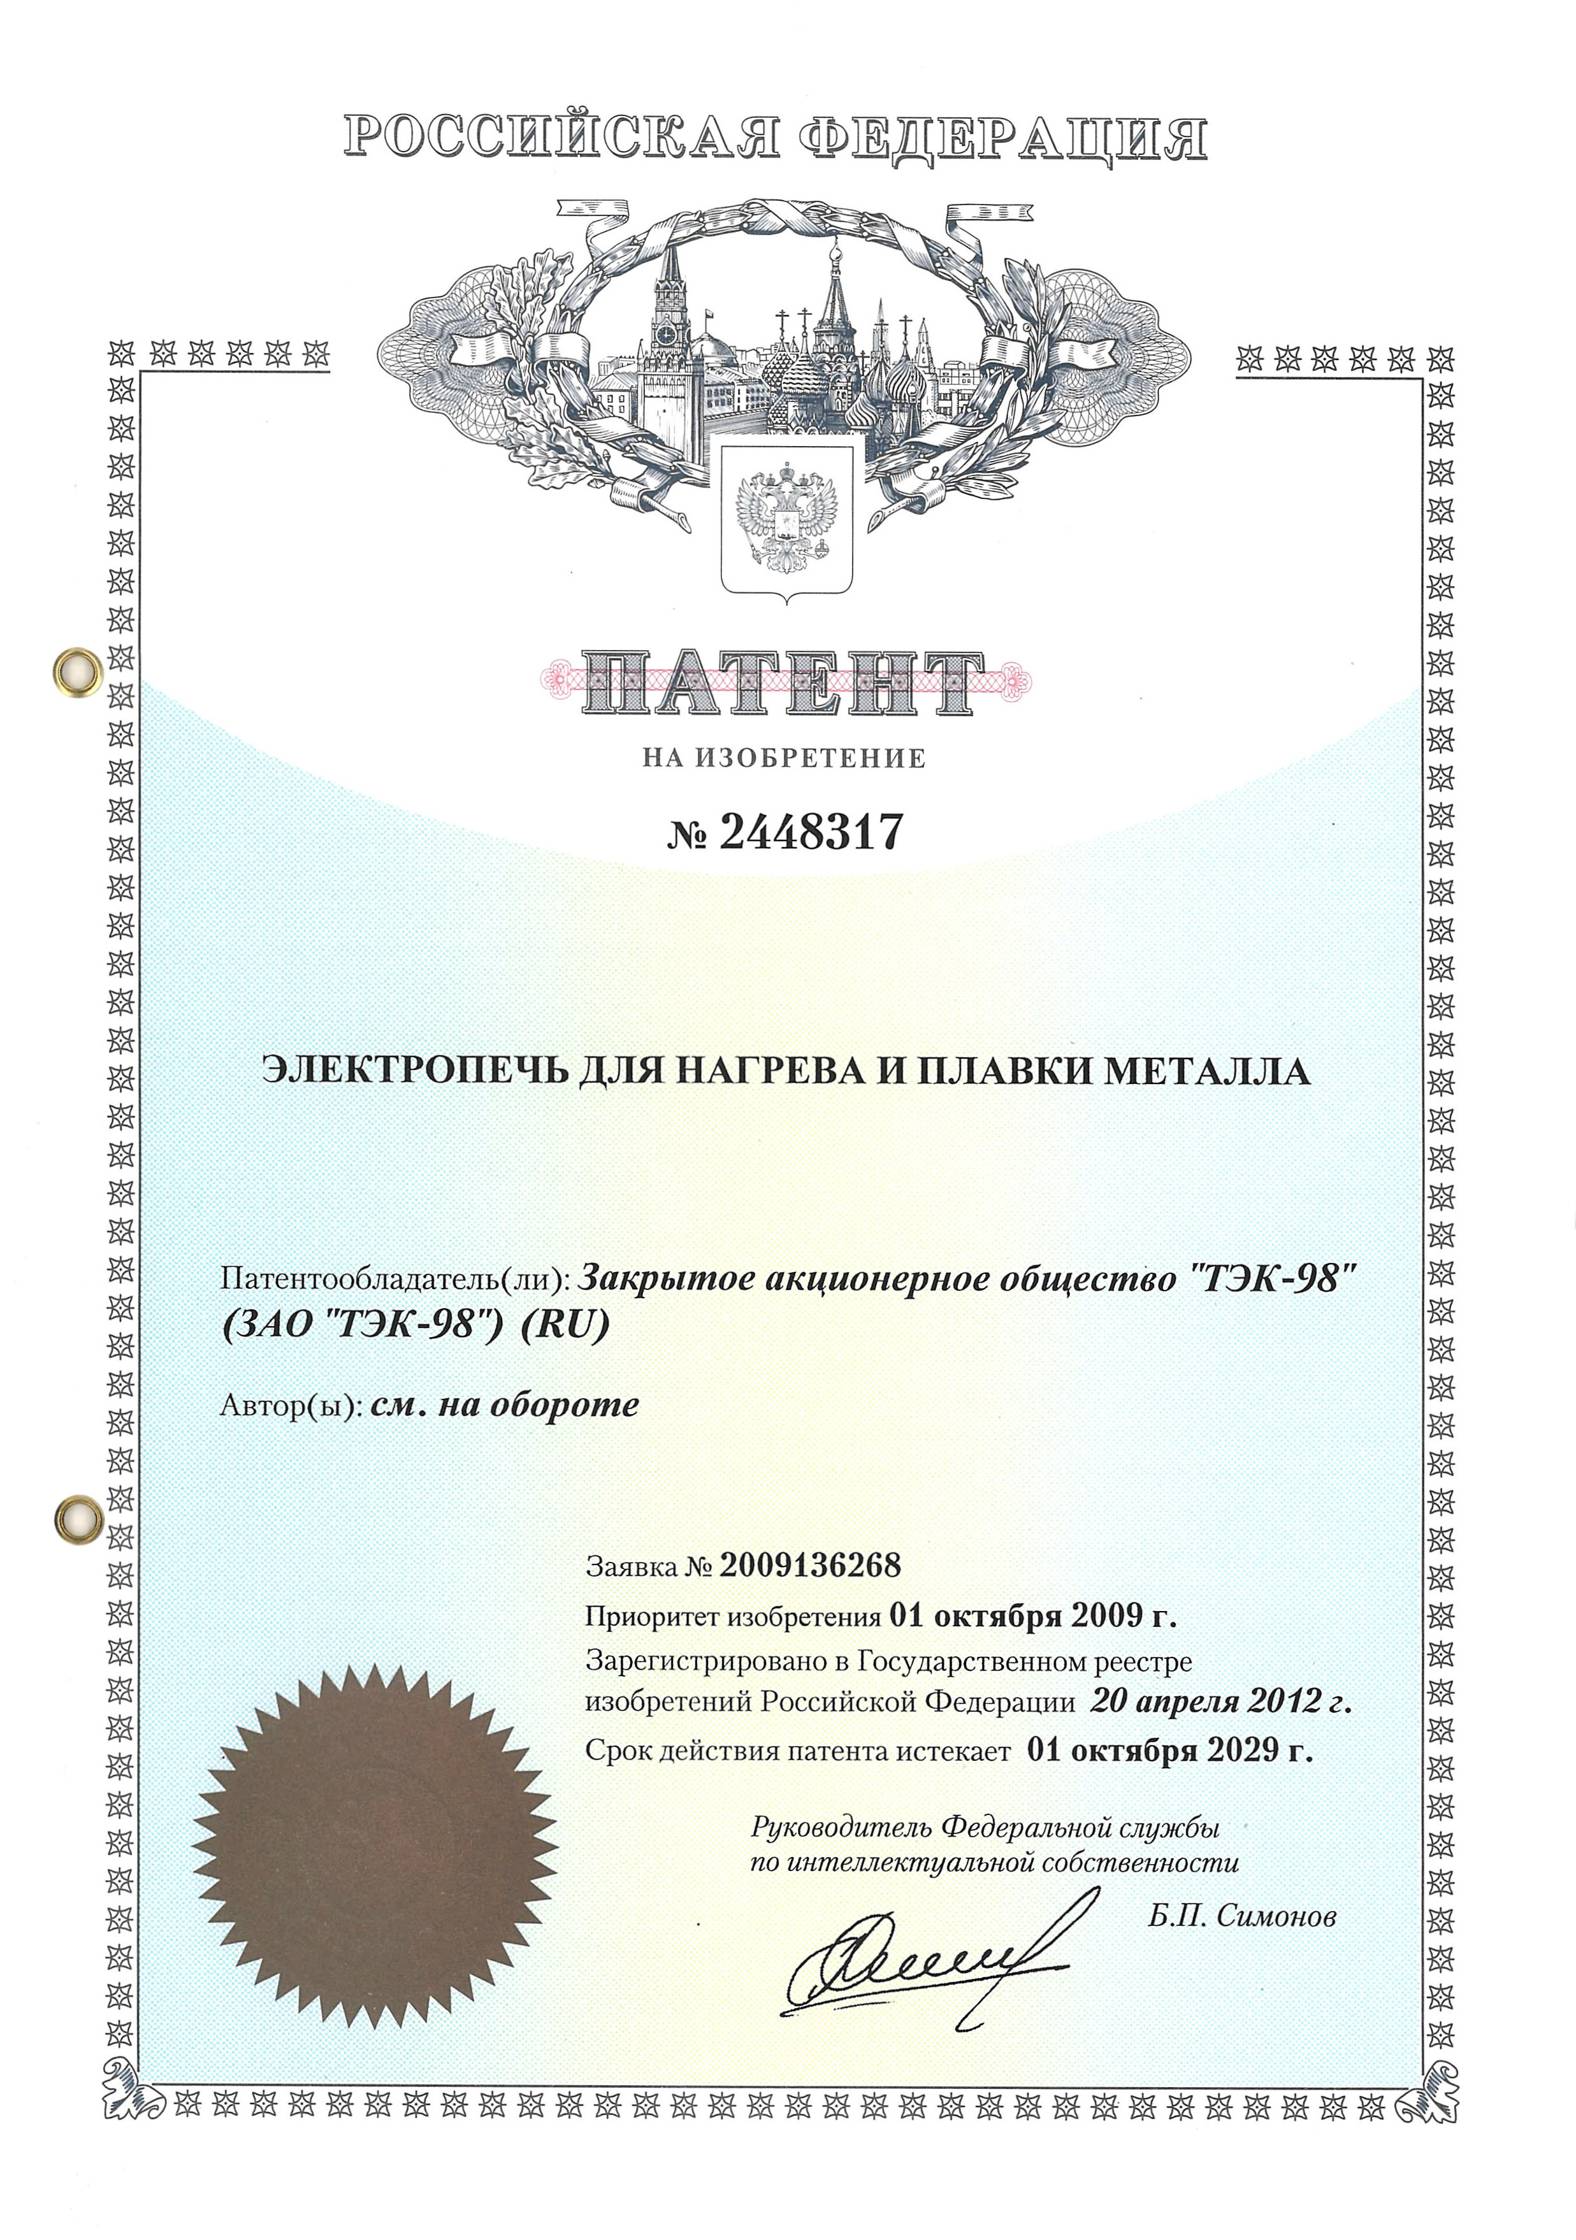 РОССИЙСКАЯ ФЕДЕРАЦИЯ
ПАТЕНТ
НА ИЗОБРЕТЕНИЕ
№ 2448317
ЭЛЕКТРОПЕЧЬ ДЛЯ НАГРЕВА И ПЛАВКИ МЕТАЛЛА
Патентообладатель(ли): Закрытое акционерное общество "ТЭК-98"
(ЗАО "ТЭК-98") (RU)
Автор(ы): см. на обороте
Заявка № 2009136268
Приоритет изобретения 01 октября 2009 г.
Зарегистрировано в Государственном реестре
изобретений Российской Федерации 20 апреля 2012 г.
Срок действия патента истекает 01 октября 2029 г.
Руководитель Федеральной службы
по интеллектуальной собственности
Б.П. Симонов